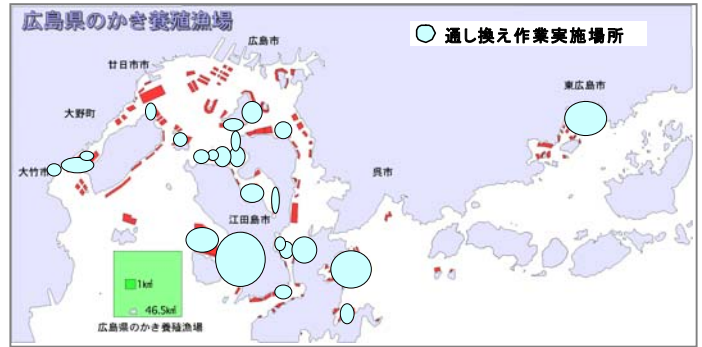 広島県のかき養殖漁場
通し換え作業実施場所
広島市
廿日市市
東広島市
大野町
大竹市
呉市
江田島市
1k㎡
46.5k㎡
広島県のかき養殖漁場